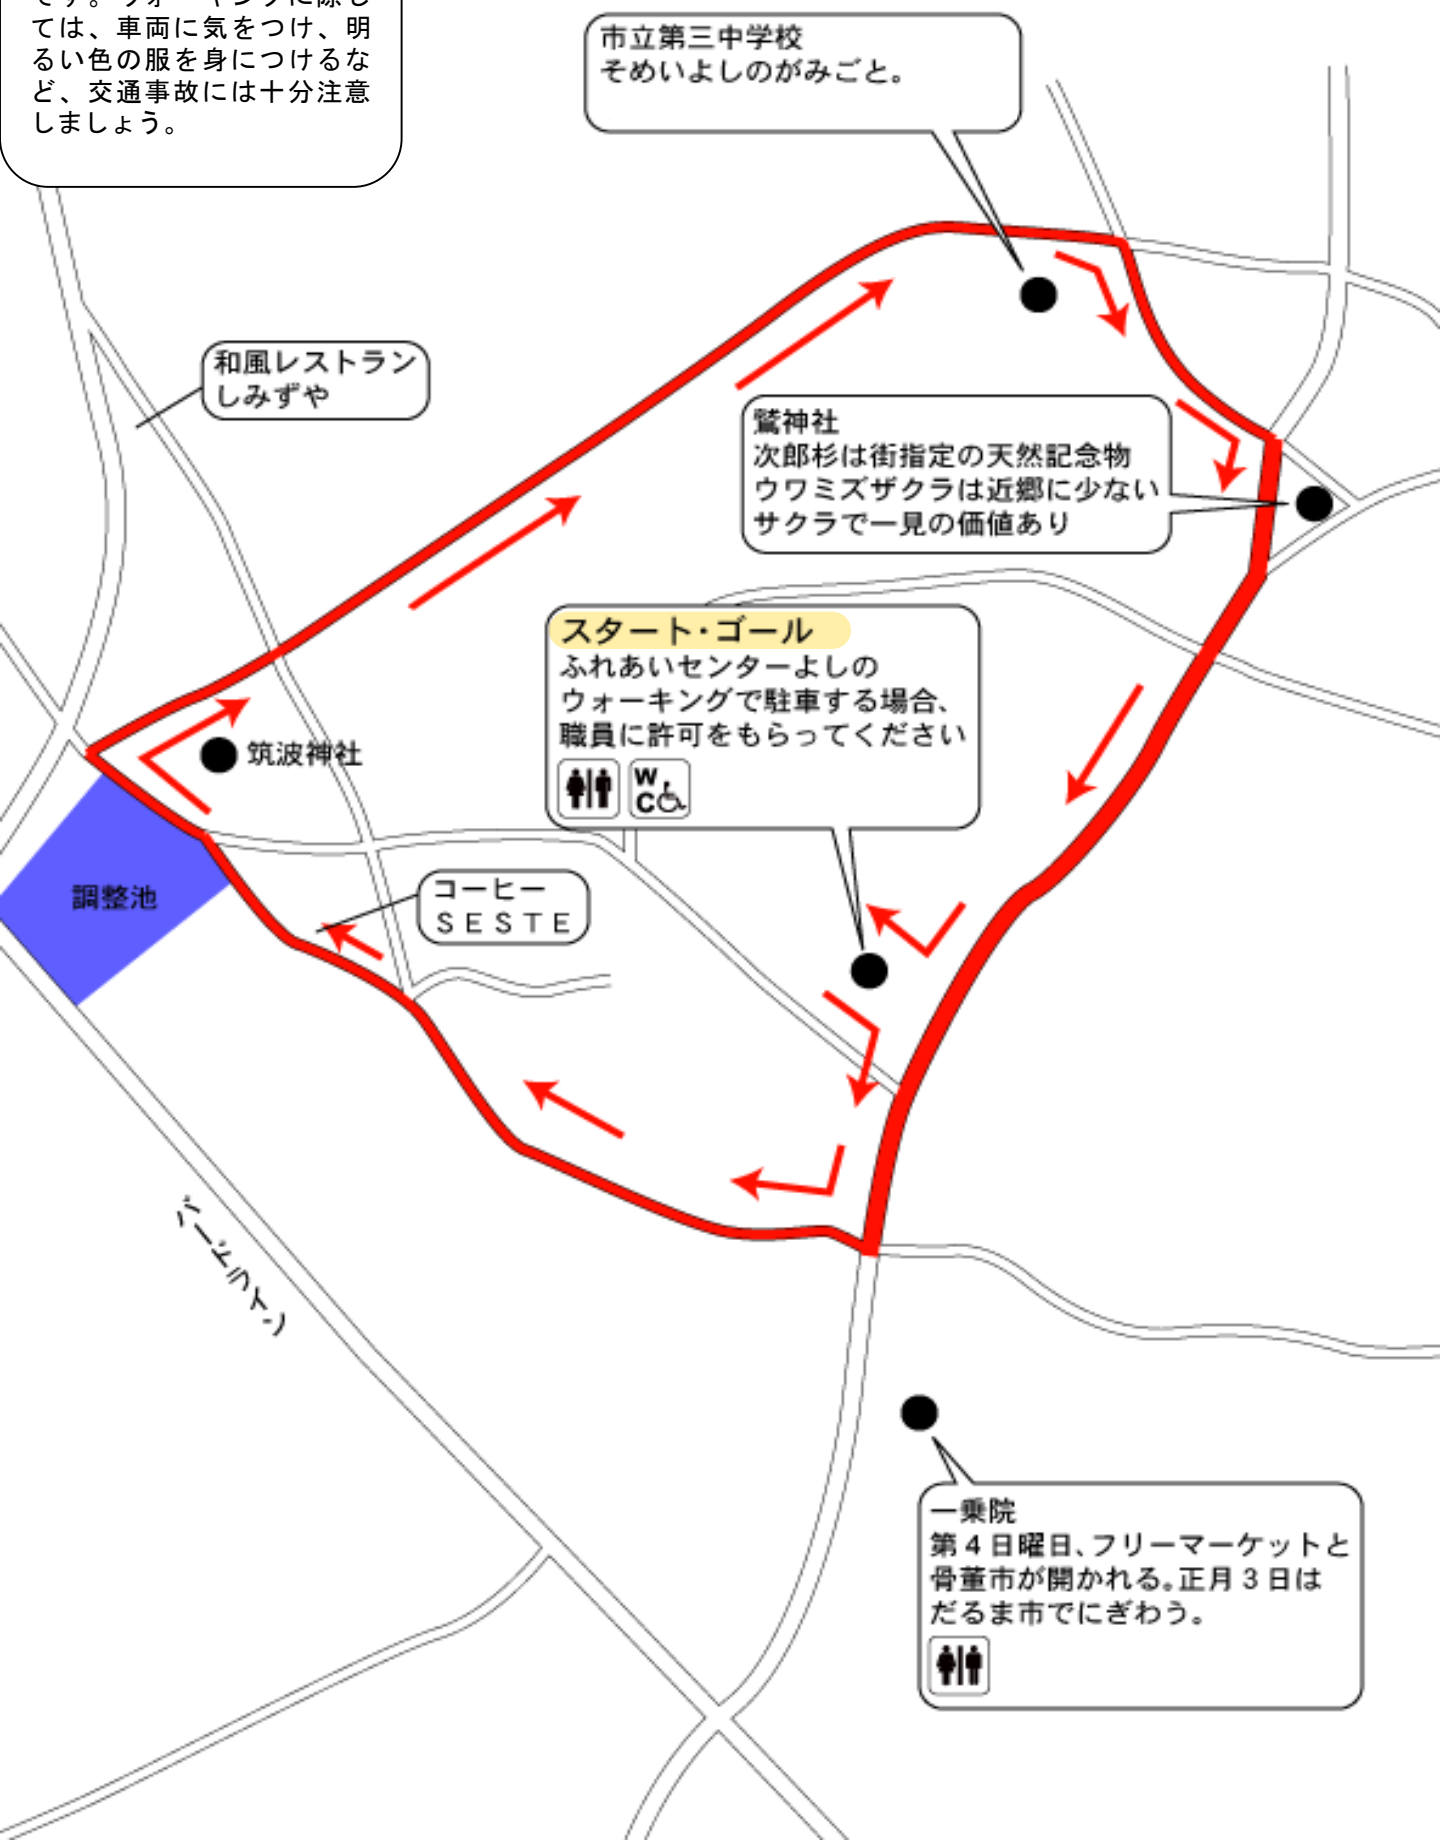 ては、車両に気をつけ、明
るい色の服を身につけるな
ど、交通事故には十分注意
しましょう。
市立第三中学校
そめいよしのがみごと。
和風レストラン
しみずや
鷲神社
次郎杉は街指定の天然記念物
ウワミズザクラは近郷に少ない
サクラで一見の価値あり
スタート・ゴール
ふれあいセンターよしの
ウォーキングで駐車する場合、
職員に許可をもらってください
WC
筑波神社
調整池
コーヒー
ＳＥＳＴＥ
バードライン
一乗院
第４日曜日、フリーマーケットと
骨董市が開かれる。正月３日は
だるま市でにぎわう。